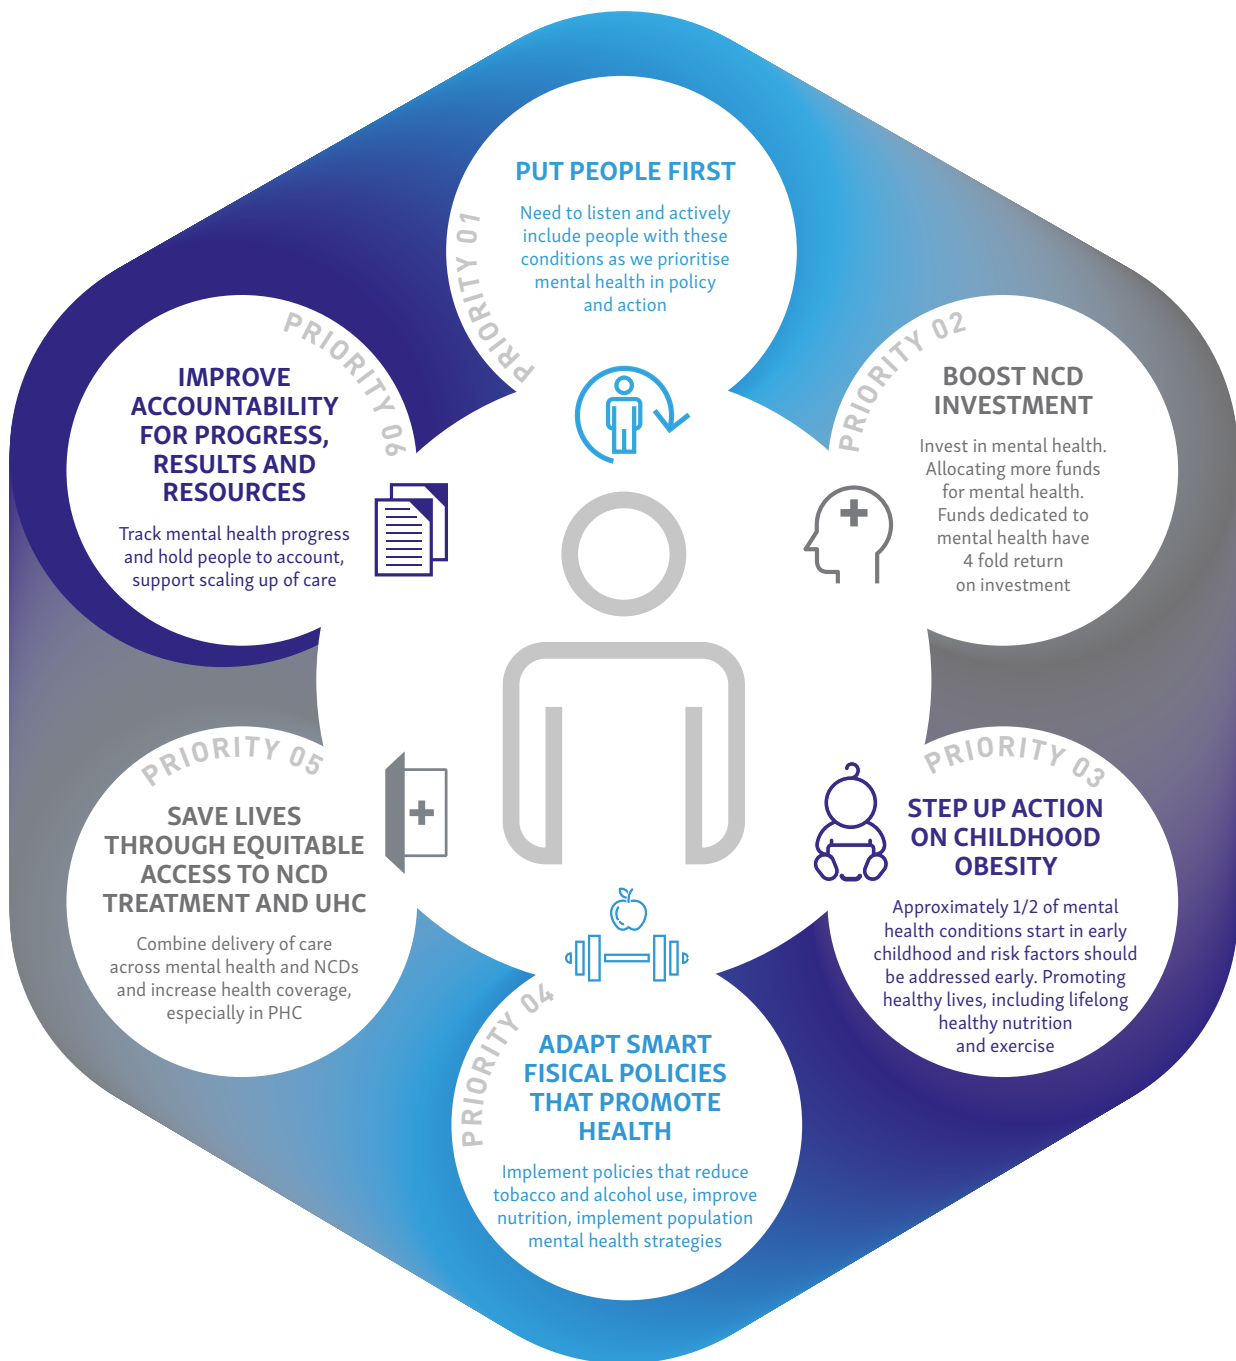 PRIORITY 01
PUT PEOPLE FIRST
Need to listen and actively
include people with these
conditions as we prioritise
mental health in policy
and action
PRIORITY 02
BOOST NCD
INVESTMENT
Invest in mental health.
Allocating more funds
for mental health.
Funds dedicated to
mental health have
4 fold return
on investment
PRIORITY 03
STEP UP ACTION
ON CHILDHOOD
OBESITY
Approximately 1/2 of mental
health conditions start in early
childhood and risk factors should
be addressed early. Promoting
healthy lives, including lifelong
healthy nutrition
and exercise
PRIORITY 04
ADAPT SMART
FISICAL POLICIES
THAT PROMOTE
HEALTH
Implement policies that reduce
tobacco and alcohol use, improve
nutrition, implement population
mental health strategies
PRIORITY 05
SAVE LIVES
THROUGH EQUITABLE
ACCESS TO NCD
TREATMENT AND UHC
Combine delivery of care
across mental health and NCDs
and increase health coverage,
especially in PHC
PRIORITY 06
IMPROVE
ACCOUNTABILITY
FOR PROGRESS,
RESULTS AND
RESOURCES
Track mental health progress
and hold people to account,
support scaling up of care